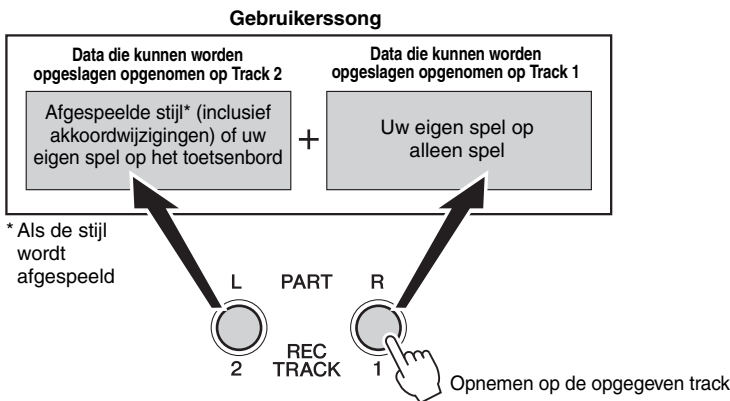 Gebruikerssong
Data die kunnen worden
opgeslagen opgenomen op Track 2
Data die kunnen worden
opgeslagen opgenomen op Track 1
Afgespeelde stijl* (inclusief
akkoordwijzigingen) of uw
eigen spel op het toetsenbord
+
Uw eigen spel op
alleen spel
* Als de stijl
wordt
afgespeeld
L PART R
REC
2 TRACK 1
Opnemen op de opgegeven track